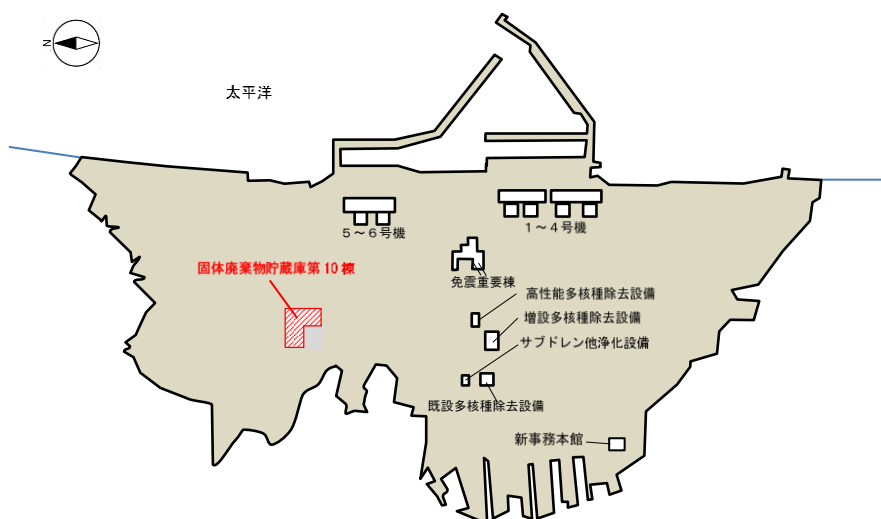 N
太平洋
5～6号機
1～4号機
固体廃棄物貯蔵庫第10棟
免震重要棟
高性能多核種除去設備
増設多核種除去設備
サブドレン他浄化設備
既設多核種除去設備
新事務本館